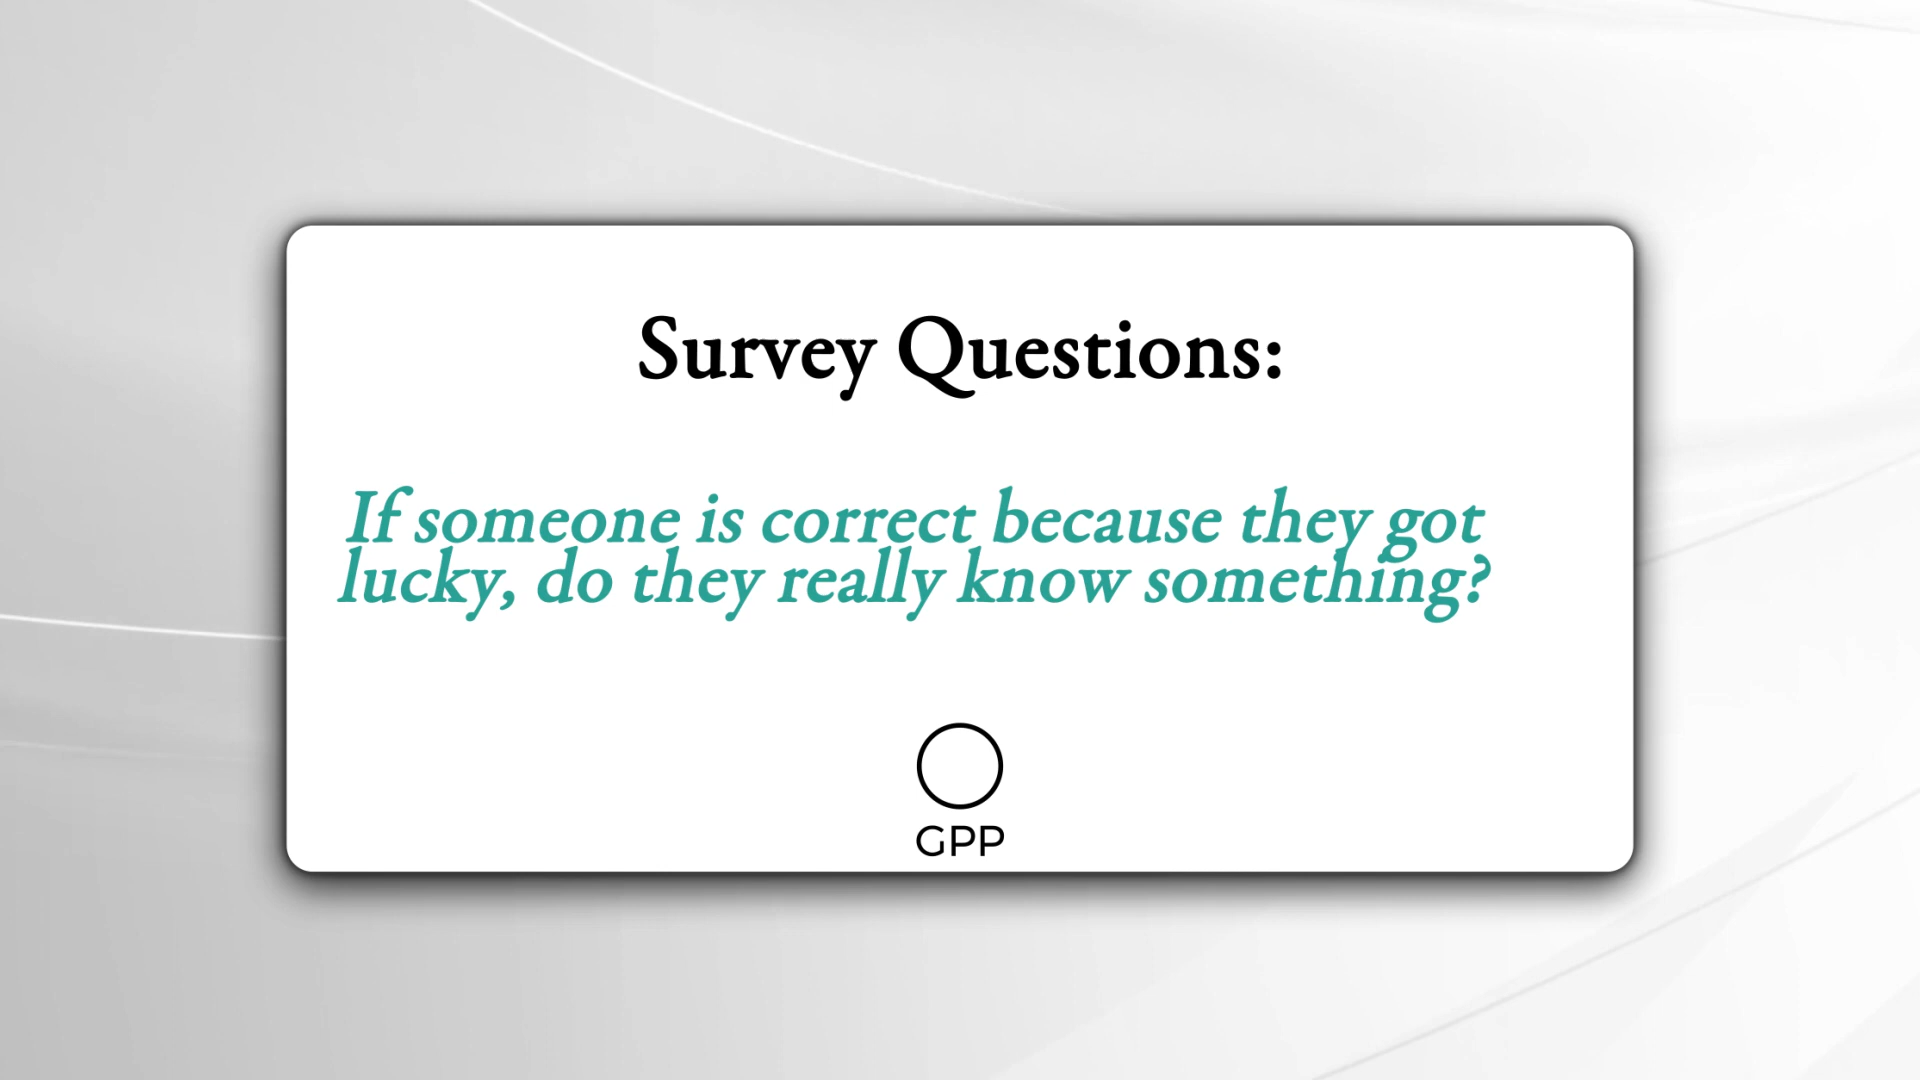 Survey Questions:
If someone is correct because they got
lucky, do they really know something?
GPP